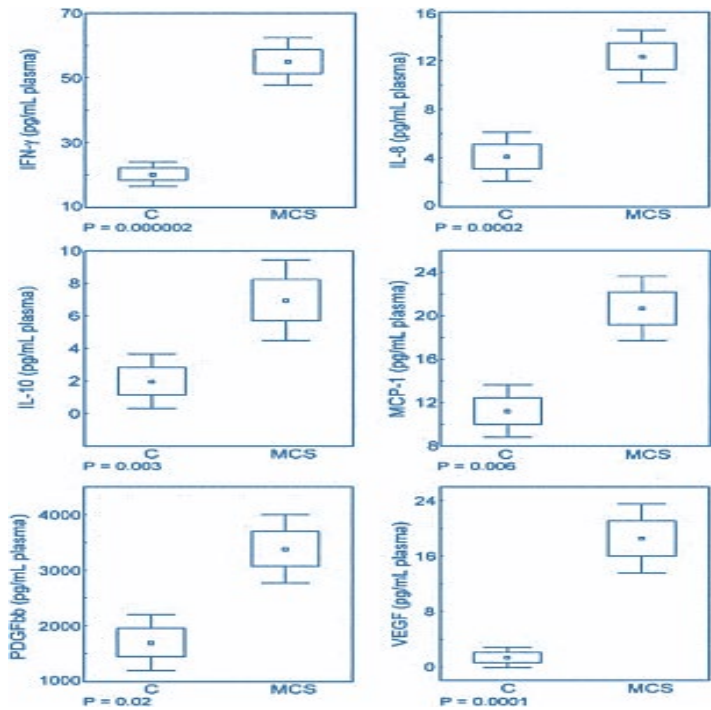 IFN-γ (pg/mL plasma)
70
50
30
10
C MCS
P = 0.000002
IL-8 (pg/mL plasma)
16
12
8
4
0
C MCS
P = 0.0002
IL-10 (pg/mL plasma)
10
8
6
4
2
0
C MCS
P = 0.003
MCP-1 (pg/mL plasma)
24
20
16
12
8
C MCS
P = 0.006
PDGFbb (pg/mL plasma)
4000
3000
2000
1000
C MCS
P = 0.02
VEGF (pg/mL plasma)
24
16
8
0
C MCS
P = 0.0001